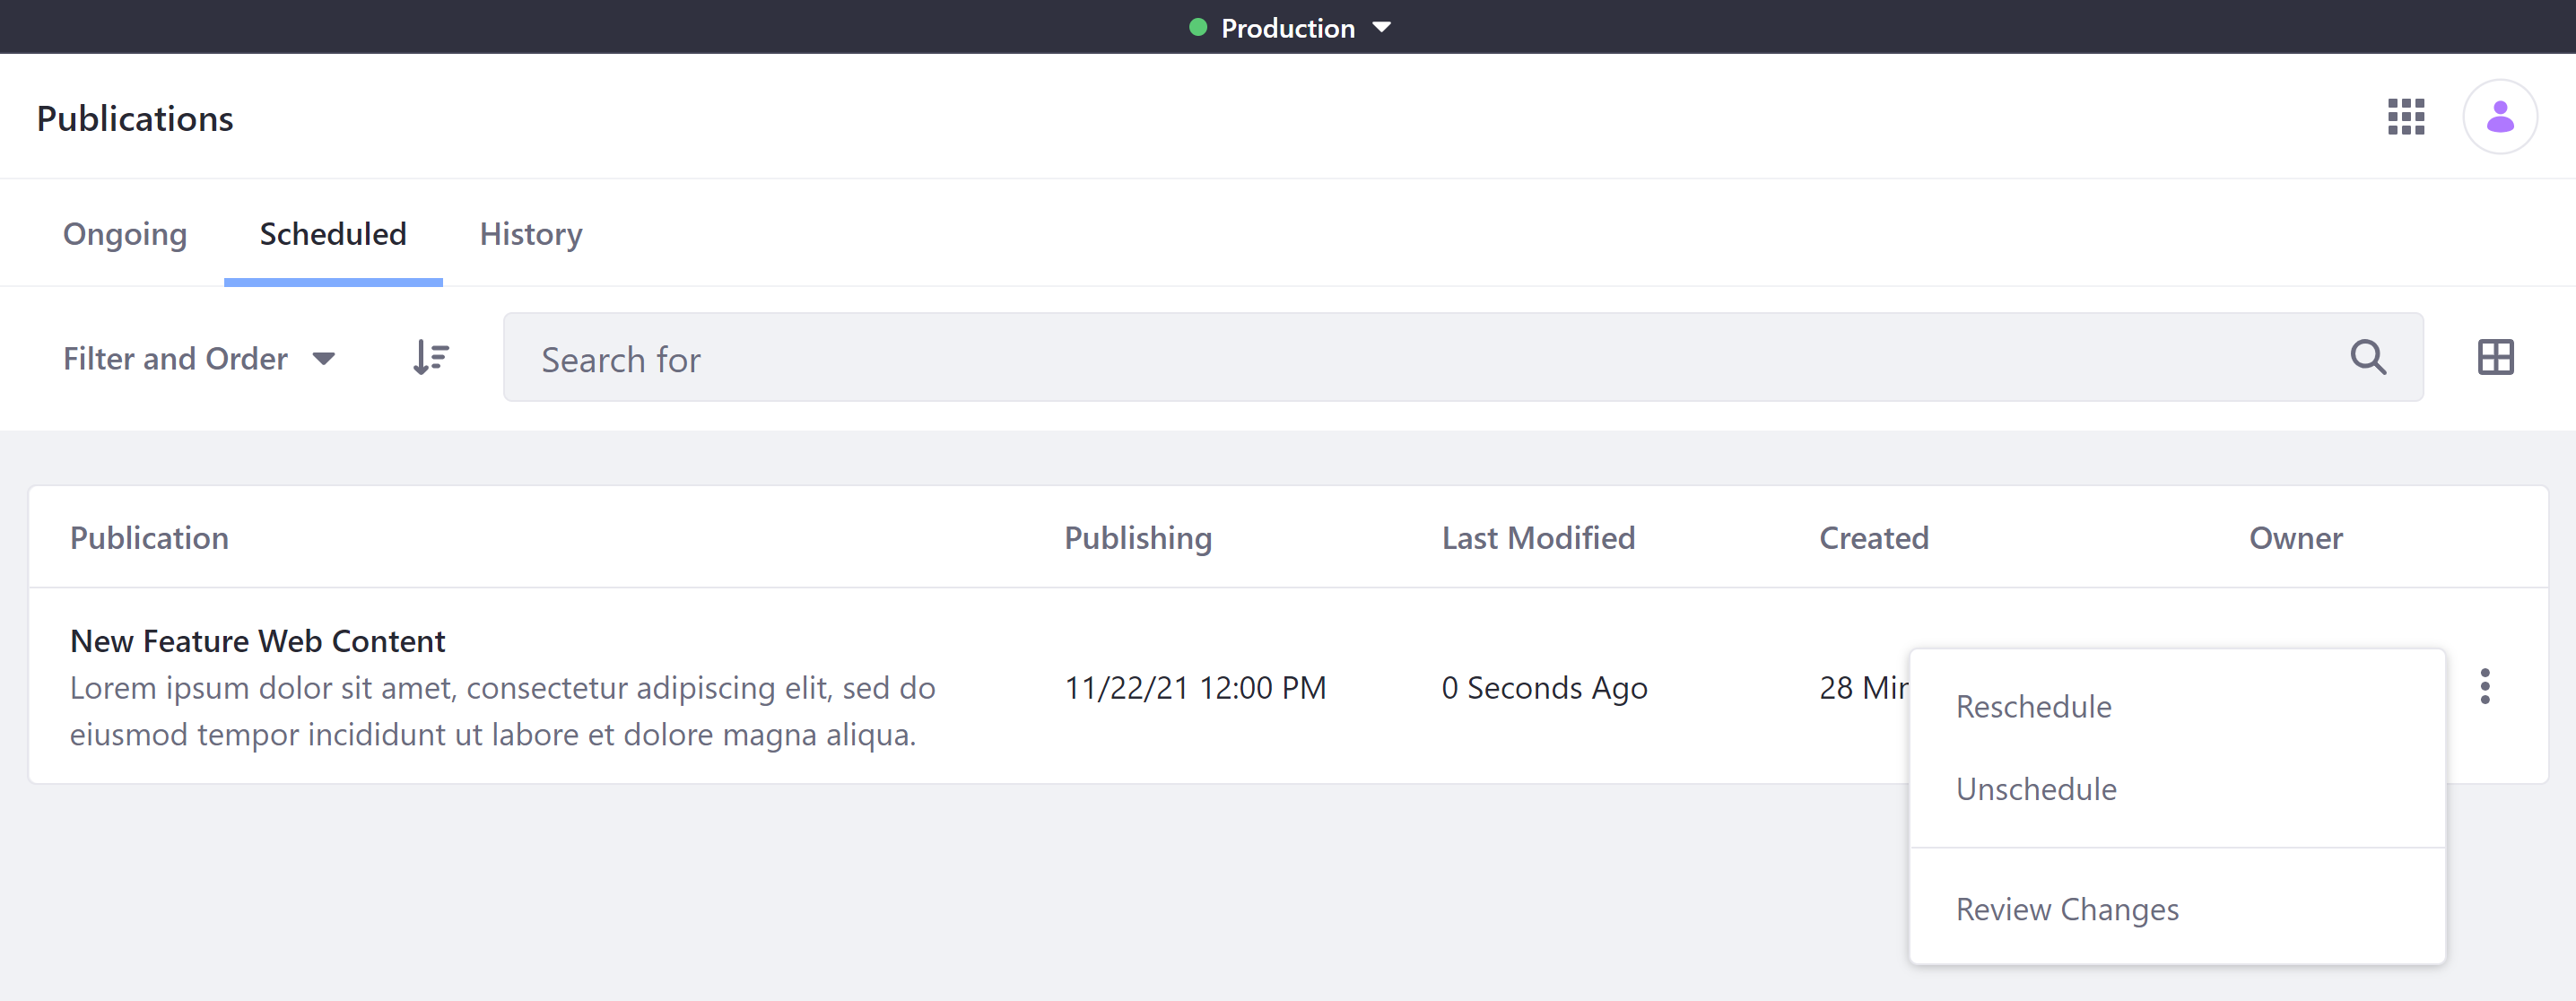 Production
Publications
Ongoing Scheduled History
Filter and Order Search for
Publication Publishing Last Modified Created Owner
New Feature Web Content
Lorem ipsum dolor sit amet, consectetur adipiscing elit, sed do
eiusmod tempor incididunt ut labore et dolore magna aliqua.
11/22/21 12:00 PM 0 Seconds Ago 28
Reschedule
Unschedule
Review Changes